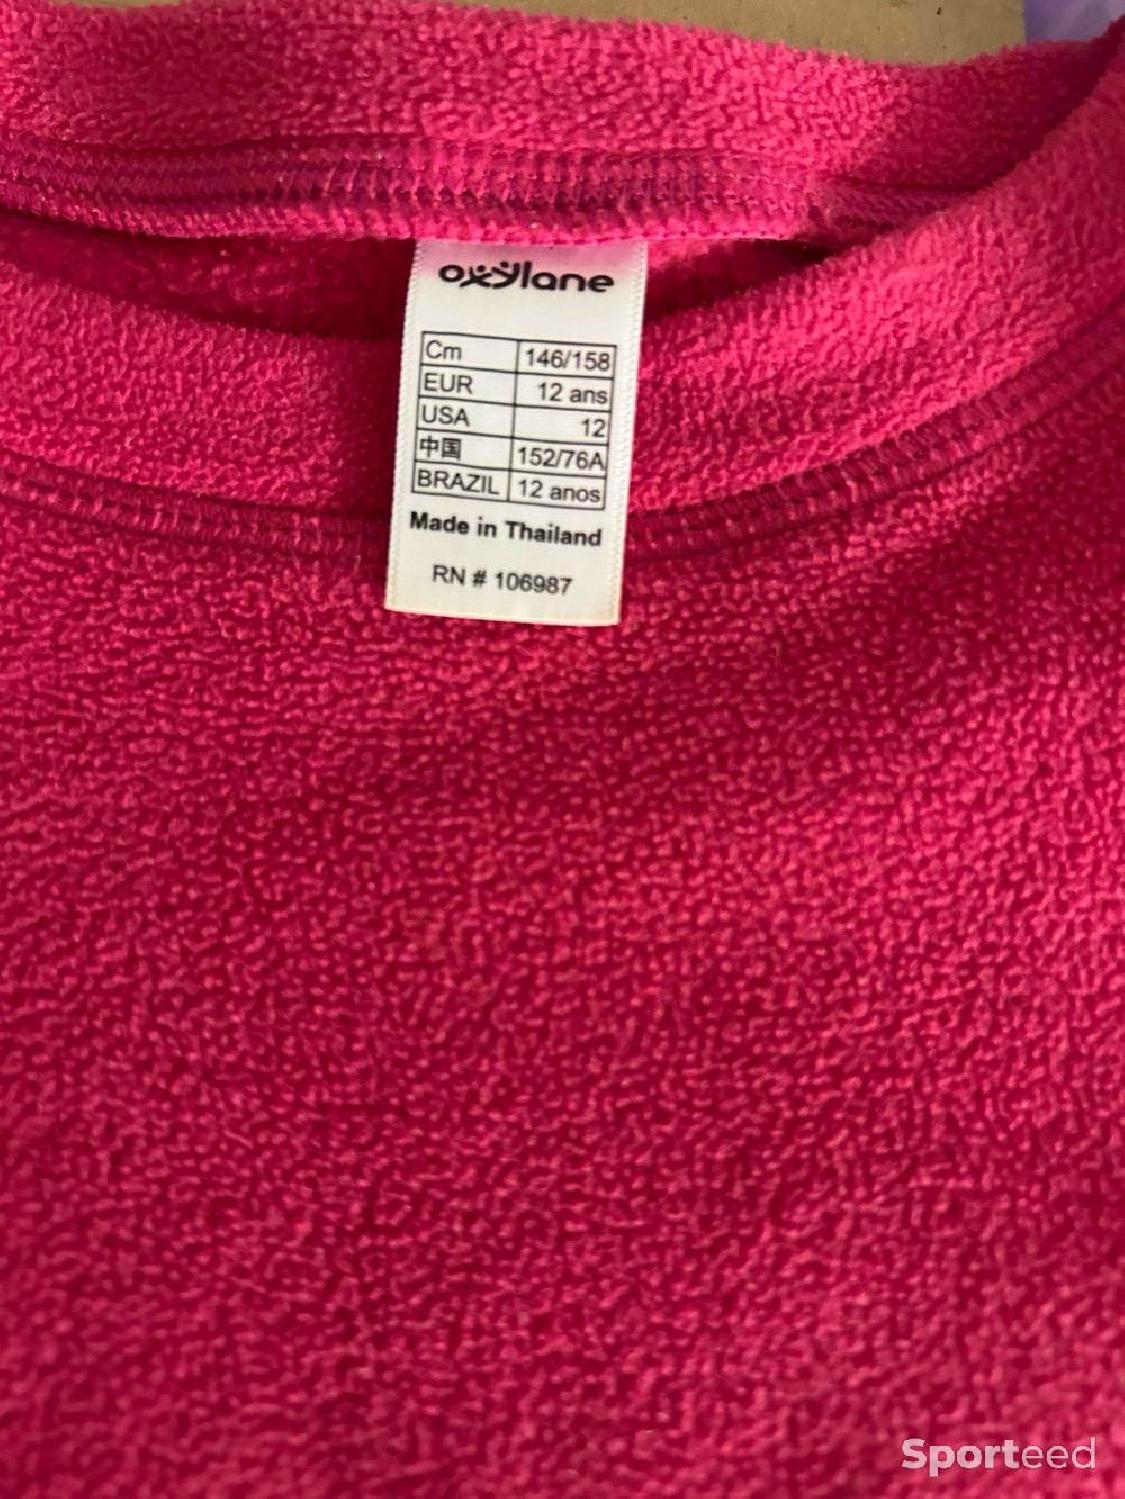 oxylane
Cm 146/158
EUR 12 ans
USA 12
中国 152/76A
BRAZIL 12 anos
Made in Thailand
RN # 106987
Sporteed